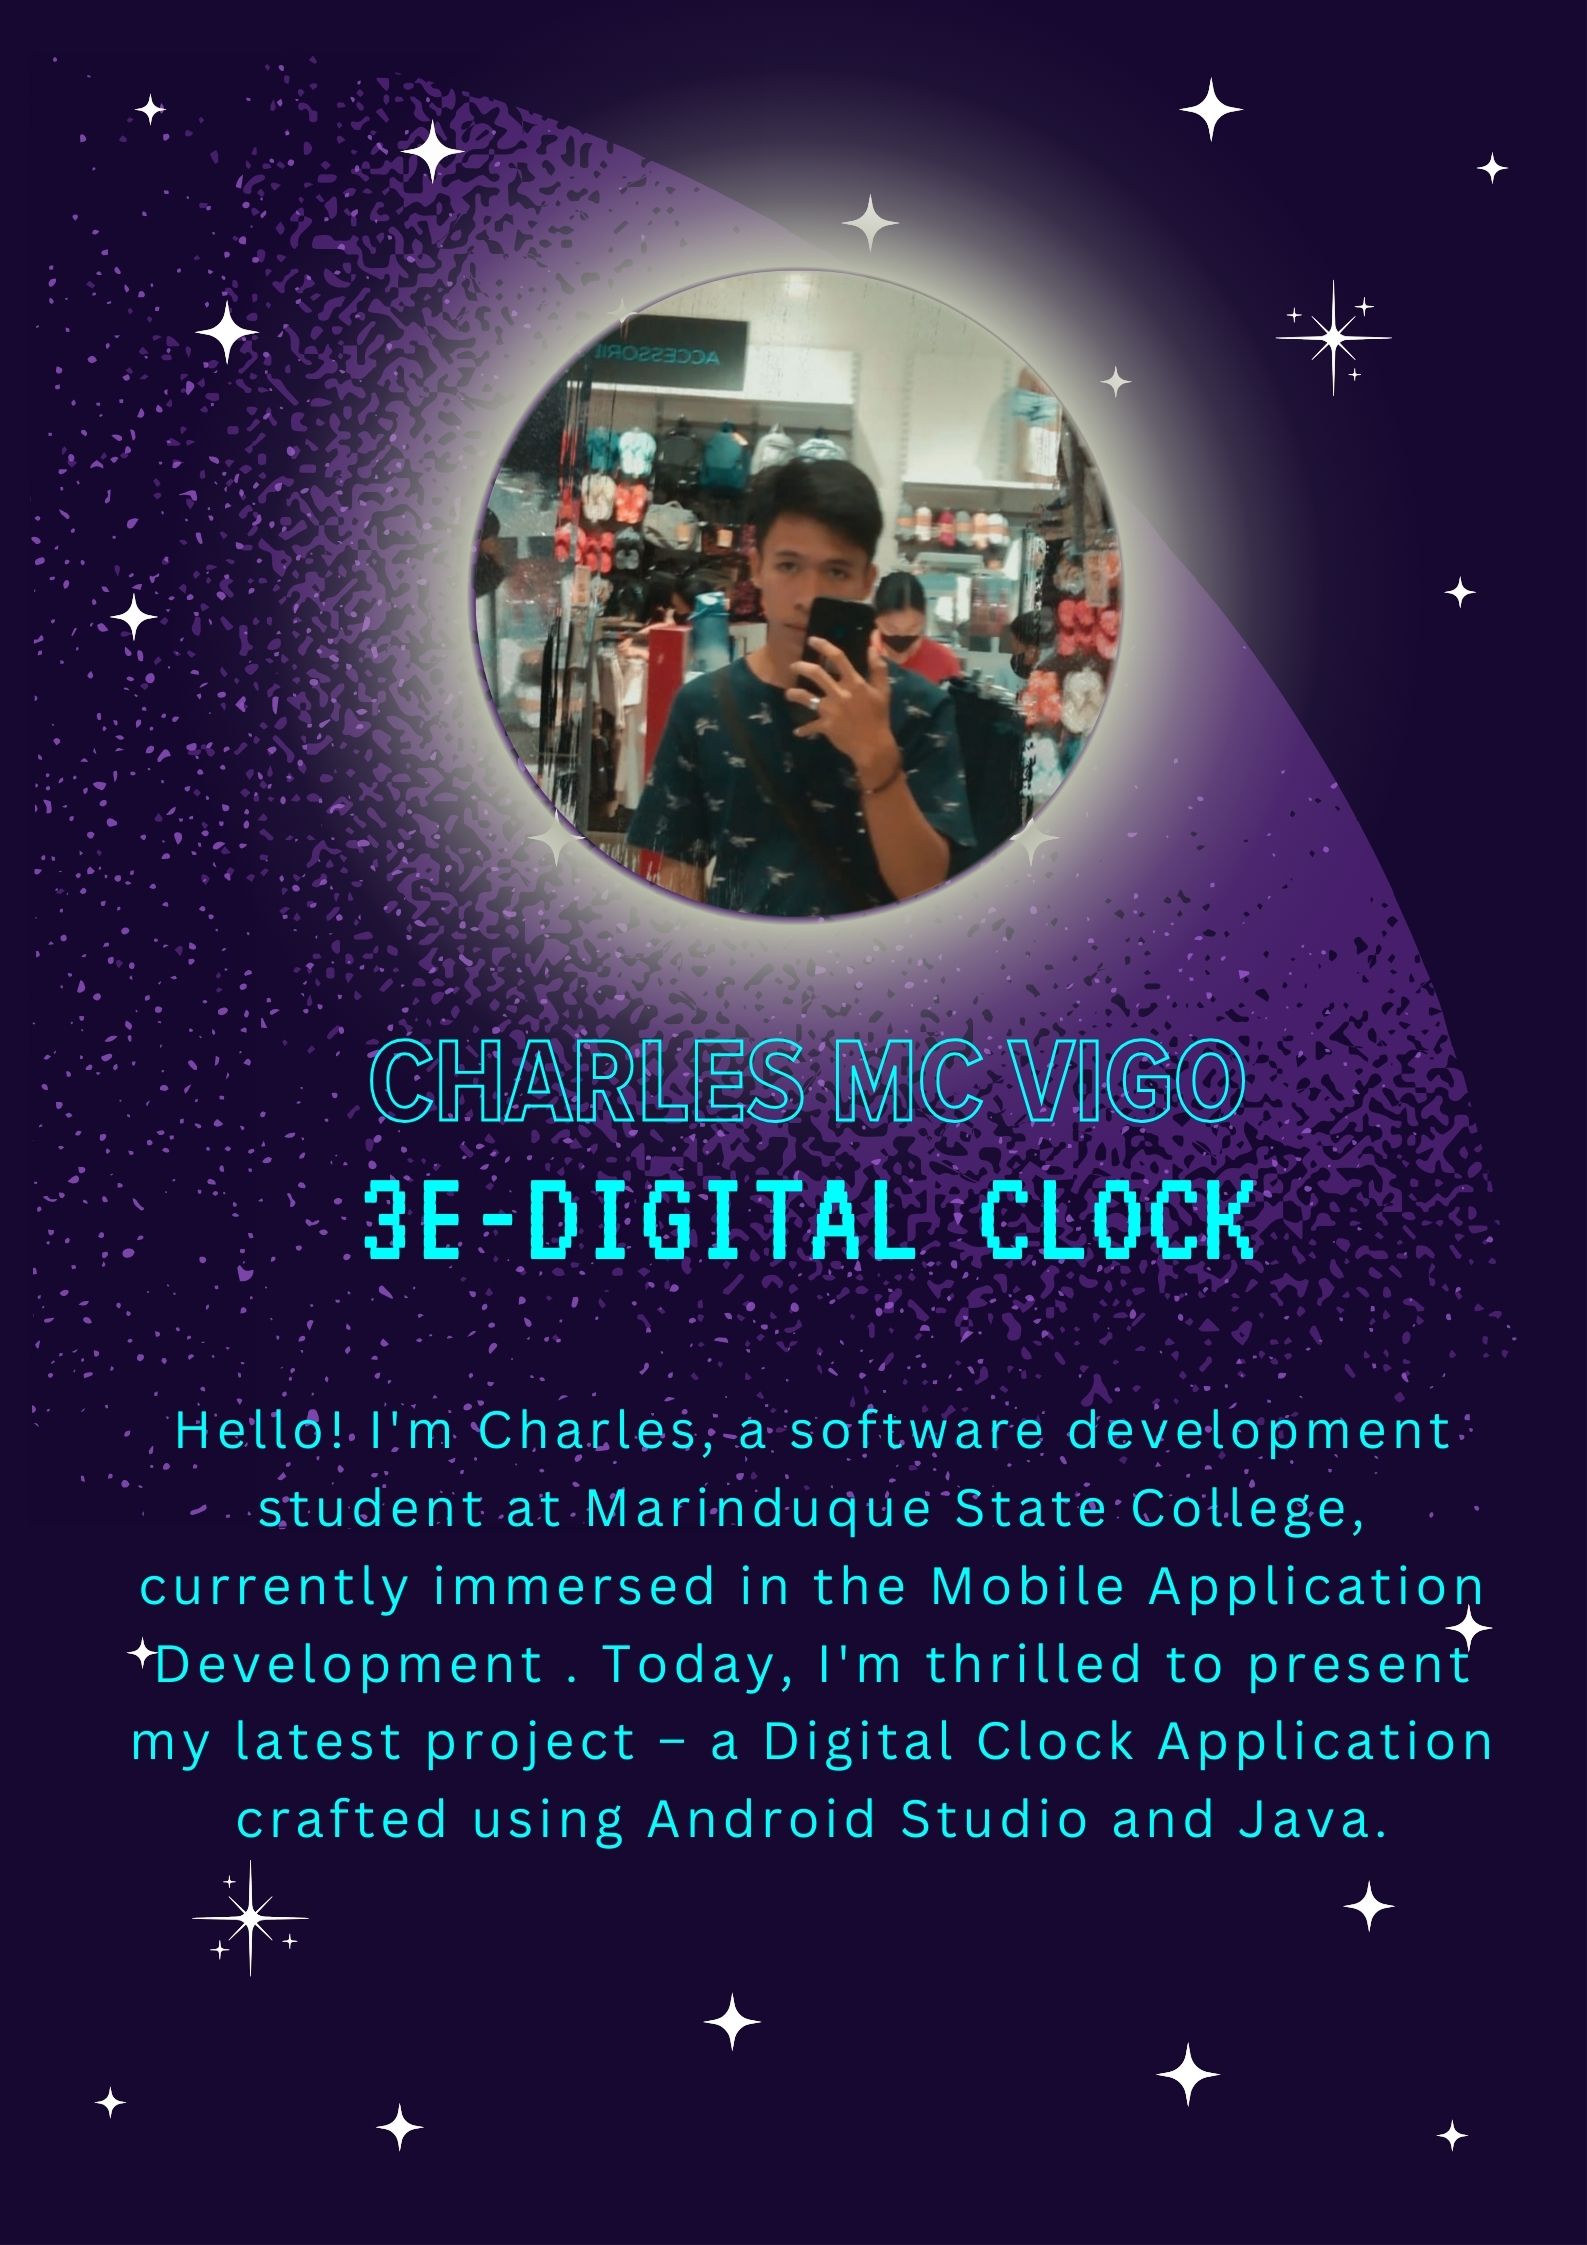 ACCESSORI
CHARLES MC VIGO
3E-DIGITAL CLOCK
Hello! I'm Charles, a software development
student at Marinduque State College,
currently immersed in the Mobile Application
Development . Today, I'm thrilled to present
my latest project – a Digital Clock Application
crafted using Android Studio and Java.